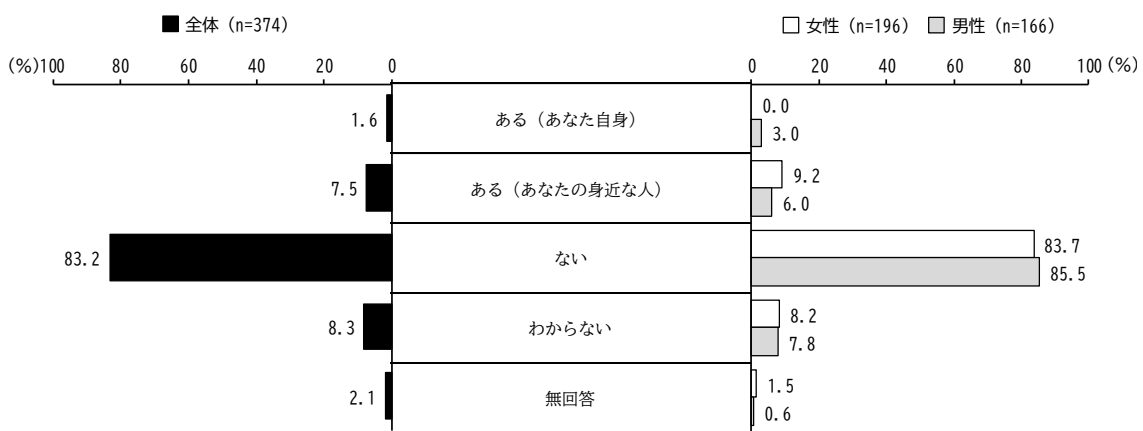 全体 (n=374)
女性 (n=196) 男性 (n=166)
(%)100 80 60 40 20 0
0 20 40 60 80 100 (%)
1.6 ある（あなた自身） 0.0
3.0
7.5 ある（あなたの身近な人） 9.2
6.0
83.2 ない 83.7
85.5
8.3 わからない 8.2
7.8
2.1 無回答 1.5
0.6